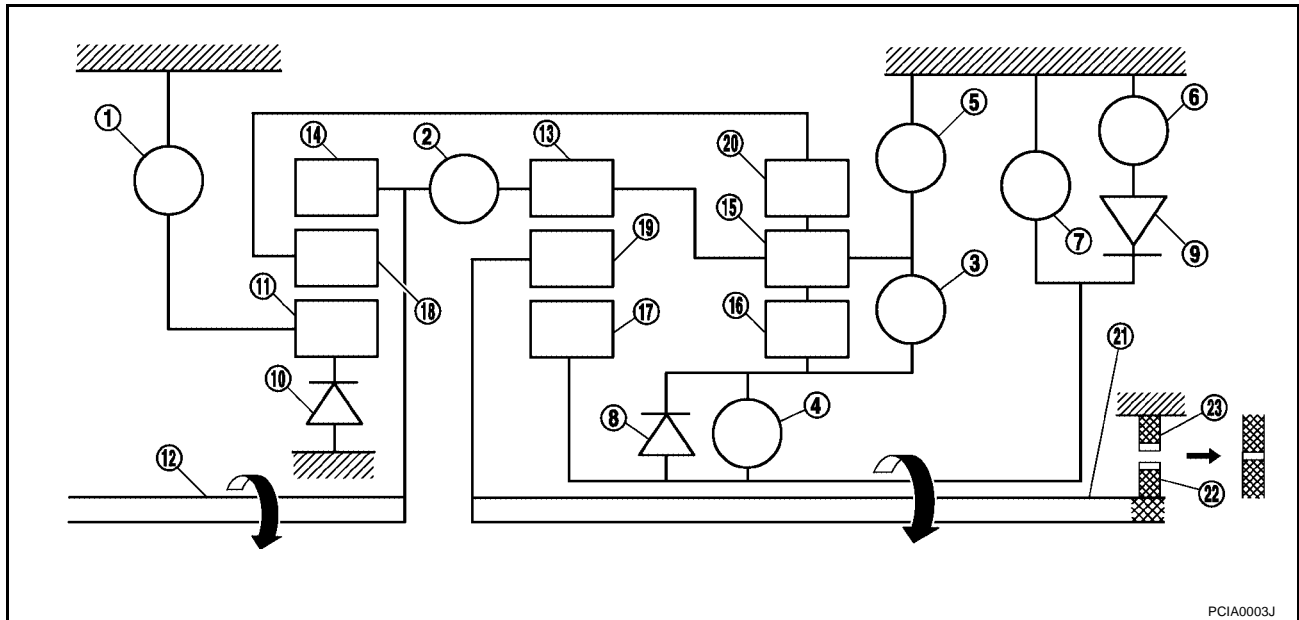 ① ② ③ ④ ⑤ ⑥ ⑦ ⑧ ⑨ ⑩ ⑪ ⑫ ⑬ ⑭ ⑮ ⑯ ⑰ ⑱ ⑲ ⑳ ㉑ ㉒ ㉓
PCIA0003J